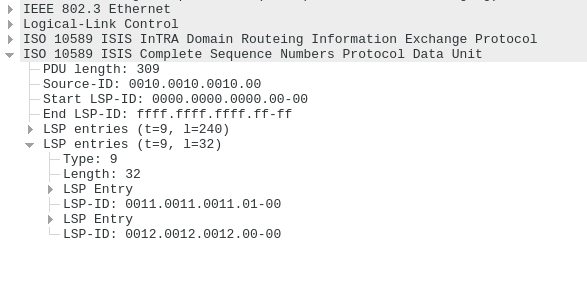 IEEE 802.3 Ethernet
Logical-Link Control
ISO 10589 ISIS InTRA Domain Routeing Information Exchange Protocol
ISO 10589 ISIS Complete Sequence Numbers Protocol Data Unit
PDU length: 309
Source-ID: 0010.0010.0010.00
Start LSP-ID: 0000.0000.0000.00-00
End LSP-ID: ffff.ffff.ffff.ff-ff
LSP entries (t=9, l=240)
LSP entries (t=9, l=32)
Type: 9
Length: 32
LSP Entry
LSP-ID: 0011.0011.0011.01-00
LSP Entry
LSP-ID: 0012.0012.0012.00-00